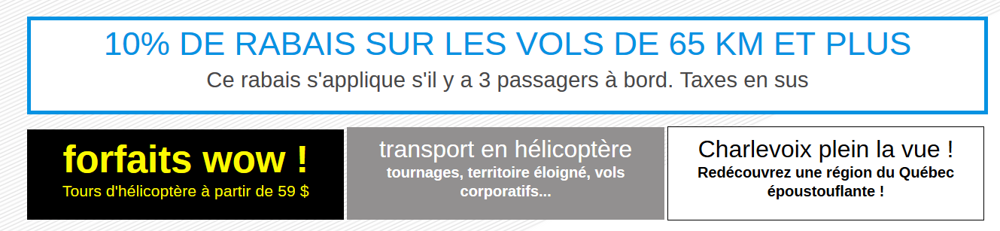 10% DE RABAIS SUR LES VOLS DE 65 KM ET PLUS
Ce rabais s'applique s'il y a 3 passagers à bord. Taxes en sus
forfaits wow !
Tours d'hélicoptère à partir de 59 $
transport en hélicoptère
tournages, territoire éloigné, vols
corporatifs...
Charlevoix plein la vue !
Redécouvrez une région du Québec
époustouflante !